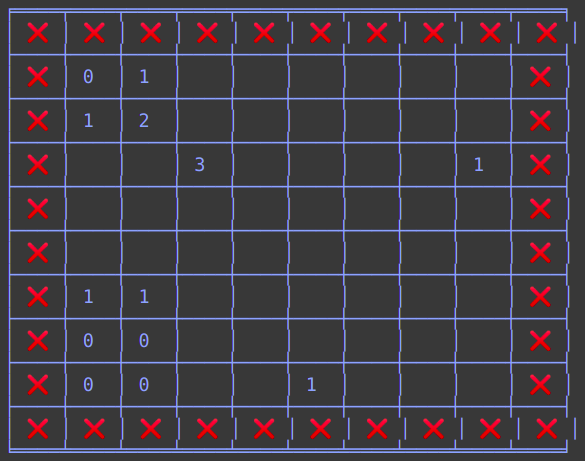 ❌ ❌ ❌ ❌ ❌ ❌ ❌ ❌ ❌ ❌
❌ 0 1 ❌
❌ 1 2 ❌
❌ 3 1 ❌
❌ ❌
❌ ❌
❌ 1 1 ❌
❌ 0 0 ❌
❌ 0 0 1 ❌
❌ ❌ ❌ ❌ ❌ ❌ ❌ ❌ ❌ ❌